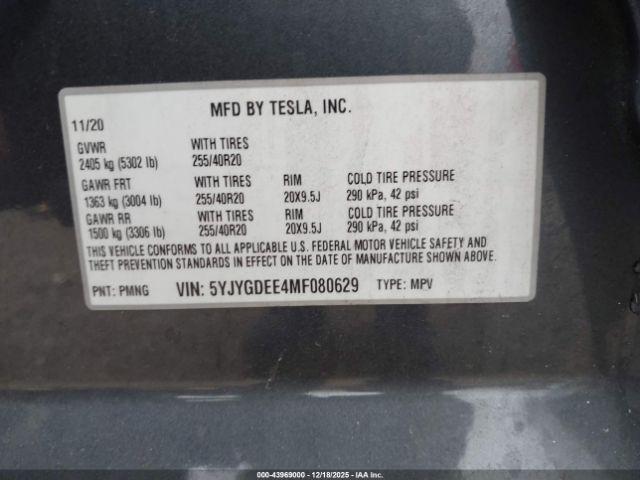 MFD BY TESLA, INC.
11/20
GVWR WITH TIRES
2405 kg (5302 lb) 255/40R20
GAWR FRT WITH TIRES RIM COLD TIRE PRESSURE
1363 kg (3004 lb) 255/40R20 20X9.5J 290 kPa, 42 psi
GAWR RR WITH TIRES RIM COLD TIRE PRESSURE
1500 kg (3306 lb) 255/40R20 20X9.5J 290 kPa, 42 psi
THIS VEHICLE CONFORMS TO ALL APPLICABLE U.S. FEDERAL MOTOR VEHICLE SAFETY AND
THEFT PREVENTION STANDARDS IN EFFECT ON THE DATE OF MANUFACTURE SHOWN ABOVE.
PNT: PMNG VIN: 5YJYGDEE4MF080629 TYPE: MPV
000-43969000 - 12/18/2025 - IAA Inc.